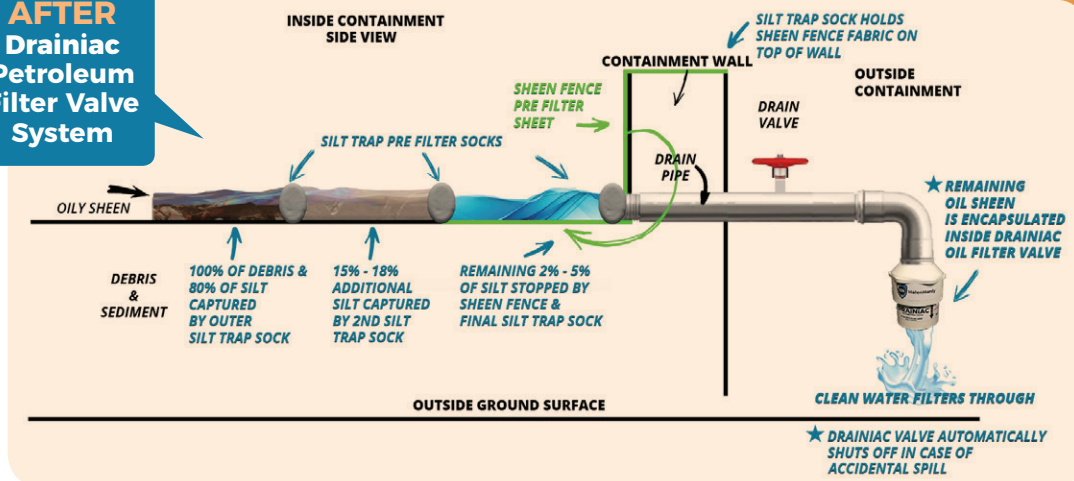 AFTER
Drainiac
Petroleum
Filter Valve
System
INSIDE CONTAINMENT
SIDE VIEW
SILT TRAP SOCK HOLDS
SHEEN FENCE FABRIC ON
TOP OF WALL
CONTAINMENT WALL
OUTSIDE
CONTAINMENT
SHEEN FENCE
PRE FILTER
SHEET
DRAIN
VALVE
SILT TRAP PRE FILTER SOCKS
DRAIN
PIPE
OILY SHEEN
★ REMAINING
OIL SHEEN
IS ENCAPSULATED
INSIDE DRAINIAC
OIL FILTER VALVE
DEBRIS
&
SEDIMENT
100% OF DEBRIS &
80% OF SILT
CAPTURED
BY OUTER
SILT TRAP SOCK
15% - 18%
ADDITIONAL
SILT CAPTURED
BY 2ND SILT
TRAP SOCK
REMAINING 2% - 5%
OF SILT STOPPED BY
SHEEN FENCE &
FINAL SILT TRAP SOCK
DRAINIAC
CLEAN WATER FILTERS THROUGH
OUTSIDE GROUND SURFACE
★ DRAINIAC VALVE AUTOMATICALLY
SHUTS OFF IN CASE OF
ACCIDENTAL SPILL